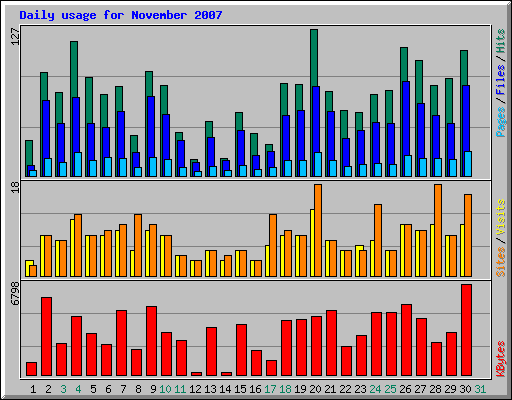 Daily usage for November 2007
127
Pages / Files / Hits
18
Sites / Visits
6798
KBytes
1 2 3 4 5 6 7 8 9 10 11 12 13 14 15 16 17 18 19 20 21 22 23 24 25 26 27 28 29 30 31